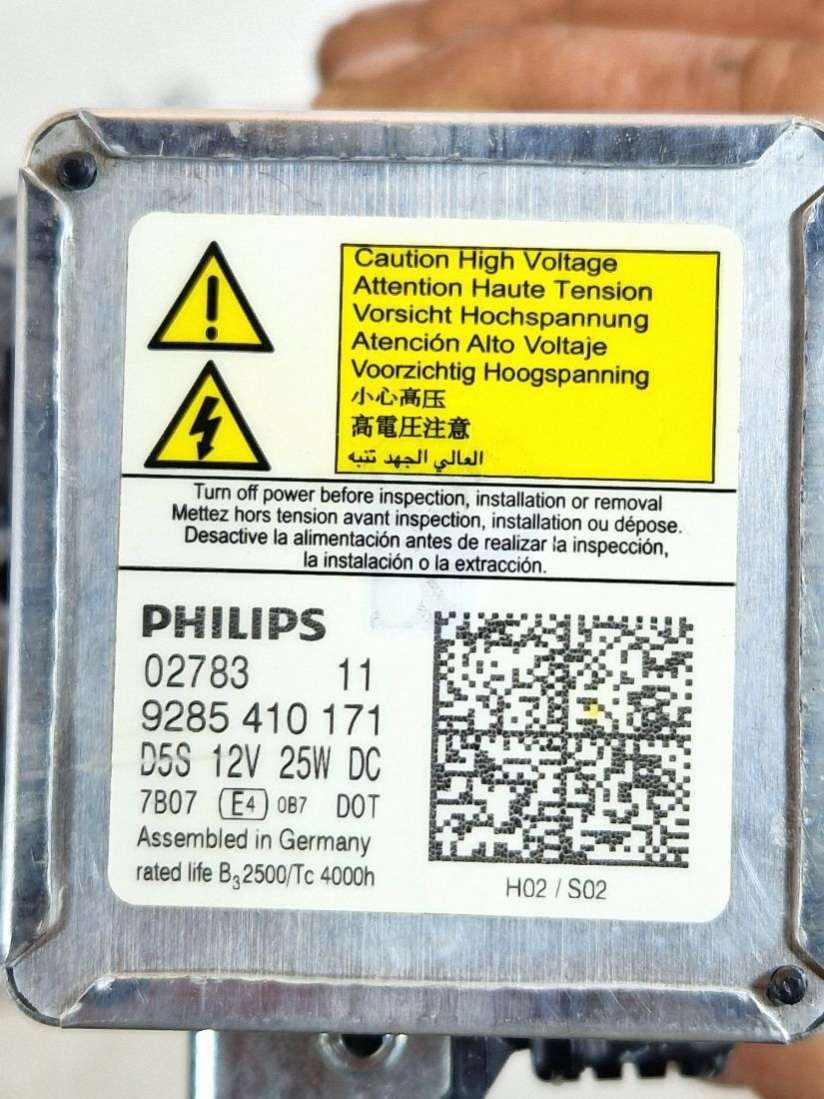 Caution High Voltage
Attention Haute Tension
Vorsicht Hochspannung
Atención Alto Voltaje
Voorzichtig Hoogspanning
小心高压
高電圧注意
العالي الجهد تنبه
Turn off power before inspection, installation or removal
Mettez hors tension avant inspection, installation ou dépose.
Desactive la alimentación antes de realizar la inspección,
la instalación o la extracción.
PHILIPS
02783 11
9285 410 171
D5S 12V 25W DC
7B07 E4 0B7 DOT
Assembled in Germany
rated life B3 2500/Tc 4000h
H02 / S02